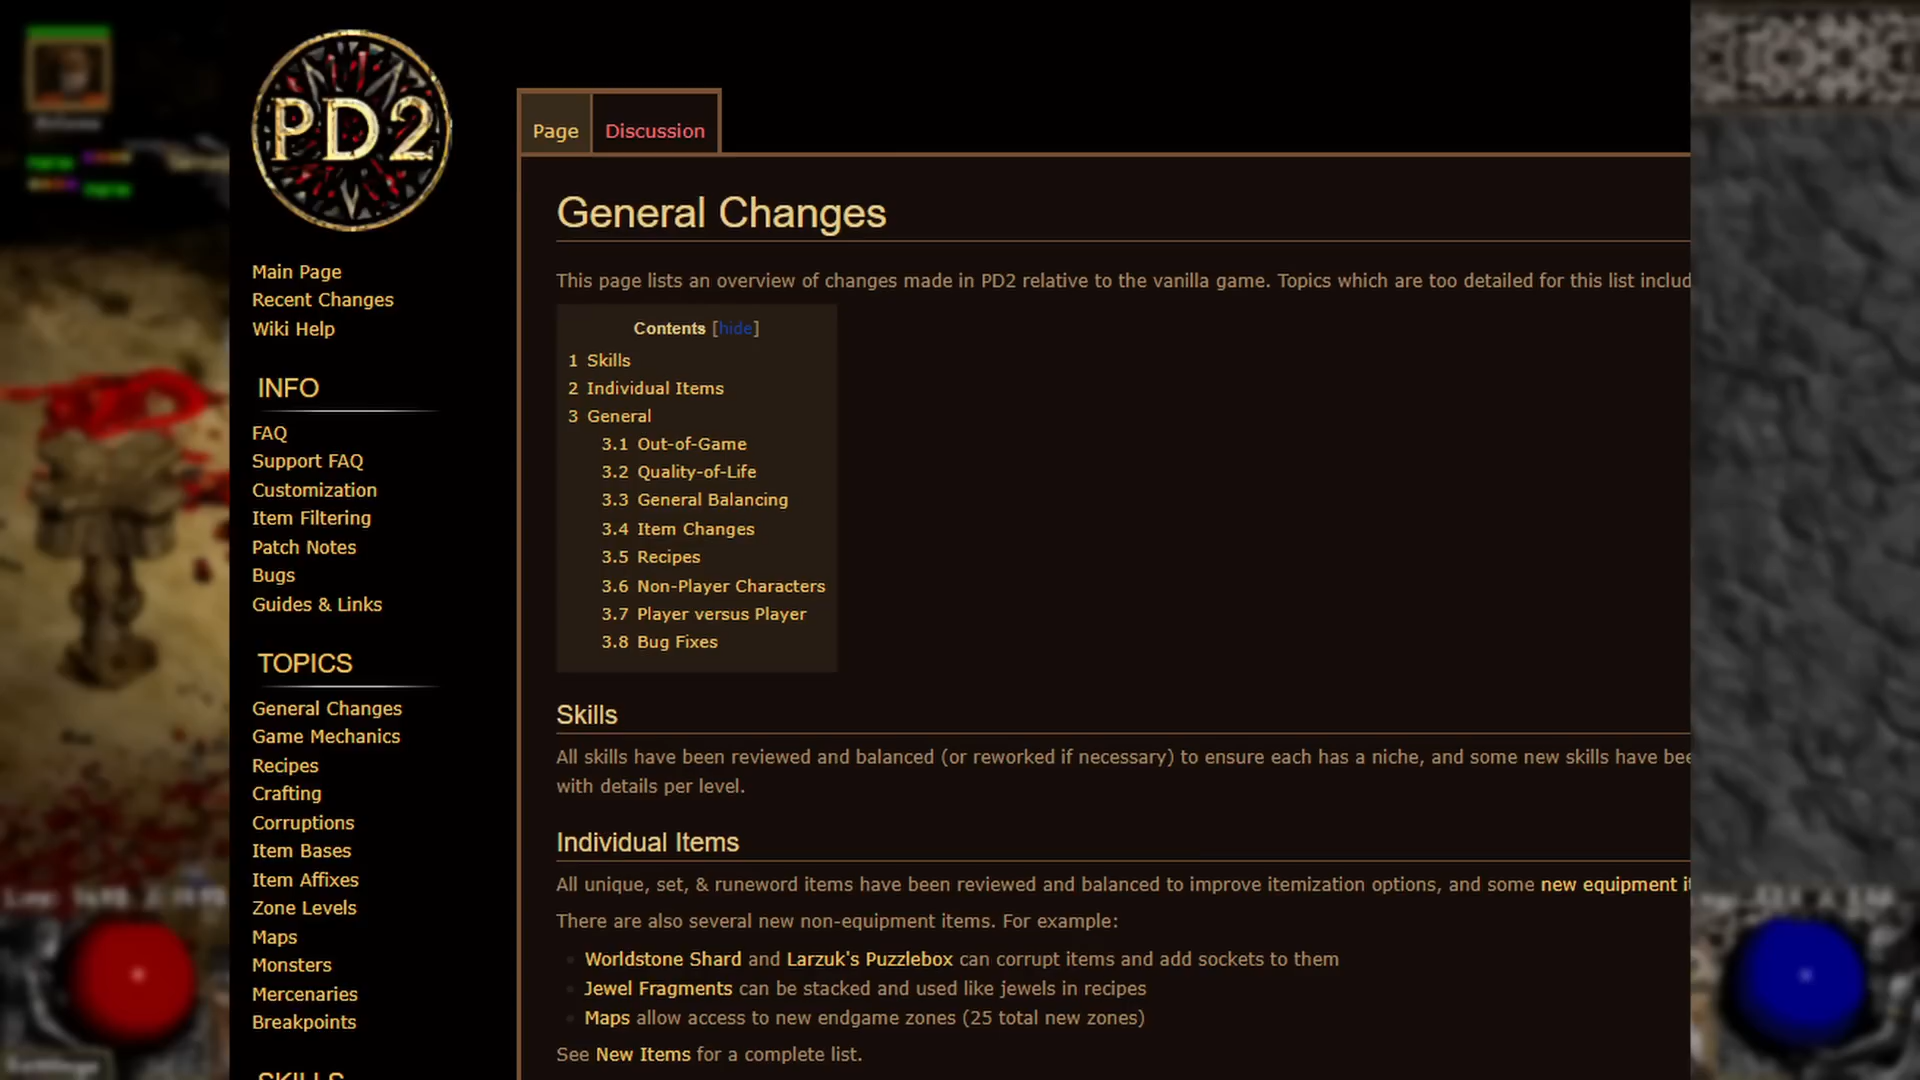 PD2
Main Page
Recent Changes
Wiki Help
INFO
FAQ
Support FAQ
Customization
Item Filtering
Patch Notes
Bugs
Guides & Links
TOPICS
General Changes
Game Mechanics
Recipes
Crafting
Corruptions
Item Bases
Item Affixes
Zone Levels
Maps
Monsters
Mercenaries
Breakpoints
SKILLS
Page
Discussion
General Changes
This page lists an overview of changes made in PD2 relative to the vanilla game. Topics which are too detailed for this list includ
Contents [hide]
1 Skills
2 Individual Items
3 General
3.1 Out-of-Game
3.2 Quality-of-Life
3.3 General Balancing
3.4 Item Changes
3.5 Recipes
3.6 Non-Player Characters
3.7 Player versus Player
3.8 Bug Fixes
Skills
All skills have been reviewed and balanced (or reworked if necessary) to ensure each has a niche, and some new skills have bee
with details per level.
Individual Items
All unique, set, & runeword items have been reviewed and balanced to improve itemization options, and some new equipment it
There are also several new non-equipment items. For example:
Worldstone Shard and Larzuk's Puzzlebox can corrupt items and add sockets to them
Jewel Fragments can be stacked and used like jewels in recipes
Maps allow access to new endgame zones (25 total new zones)
See New Items for a complete list.